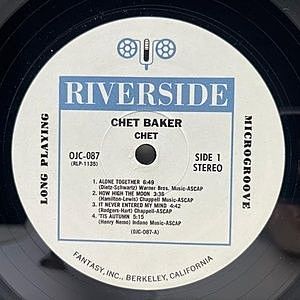 RIVERSIDE
LONG PLAYING
MICROGROOVE
CHET BAKER
CHET
OJC-087
(RLP-1135)
SIDE 1
STEREO
1. ALONE TOGETHER 6:49
(Dietz-Schwartz) Warner Bros. Music-ASCAP
2. HOW HIGH THE MOON 3:36
(Hamilton-Lewis) Chappell Music-ASCAP
3. IT NEVER ENTERED MY MIND 4:42
(Rodgers-Hart) Chappell-ASCAP
4. 'TIS AUTUMN 5:15
(Henry Nemo) Indano Music-ASCAP
(OJC-087-A)
FANTASY, INC., BERKELEY, CALIFORNIA